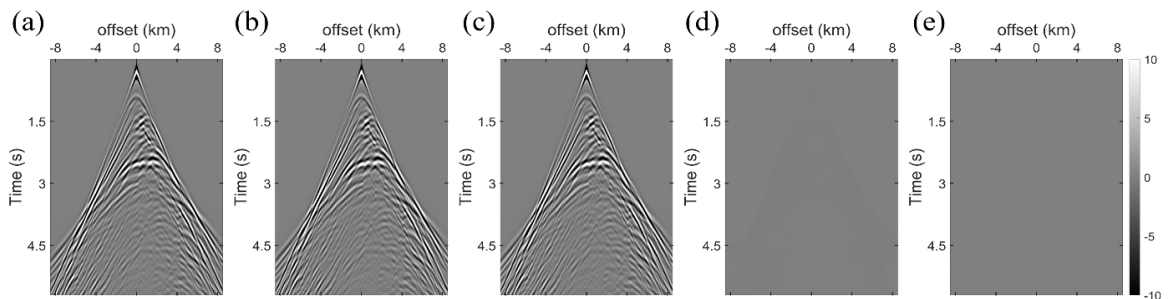 (a) (b) (c) (d) (e)
offset (km) offset (km) offset (km) offset (km) offset (km)
-8 -4 0 4 8 -8 -4 0 4 8 -8 -4 0 4 8 -8 -4 0 4 8 -8 -4 0 4 8
Time (s) Time (s) Time (s) Time (s) Time (s)
1.5 1.5 1.5 1.5 1.5
3 3 3 3 3
4.5 4.5 4.5 4.5 4.5
10
5
0
-5
-10